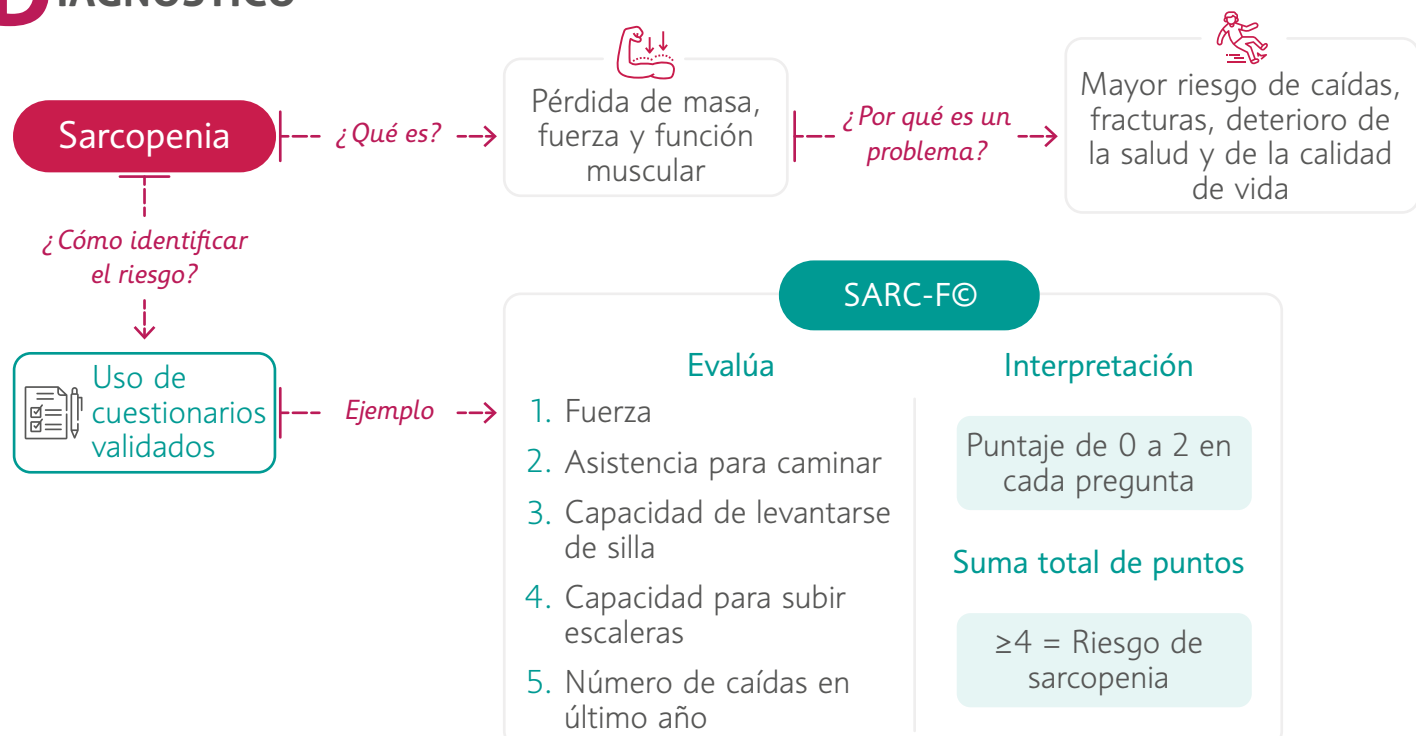 DIAGNÓSTICO
Sarcopenia
¿Qué es?
Pérdida de masa,
fuerza y función
muscular
¿Por qué es un
problema?
Mayor riesgo de caídas,
fracturas, deterioro de
la salud y de la calidad
de vida
¿Cómo identificar
el riesgo?
Uso de
cuestionarios
validados
Ejemplo
SARC-F©
Evalúa
1. Fuerza
2. Asistencia para caminar
3. Capacidad de levantarse
de silla
4. Capacidad para subir
escaleras
5. Número de caídas en
último año
Interpretación
Puntaje de 0 a 2 en
cada pregunta
Suma total de puntos
≥4 = Riesgo de
sarcopenia